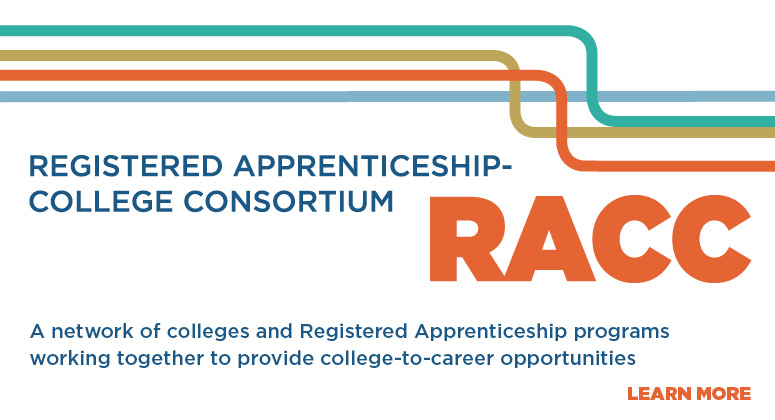 REGISTERED APPRENTICESHIP-
COLLEGE CONSORTIUM
RACC
A network of colleges and Registered Apprenticeship programs
working together to provide college-to-career opportunities
LEARN MORE